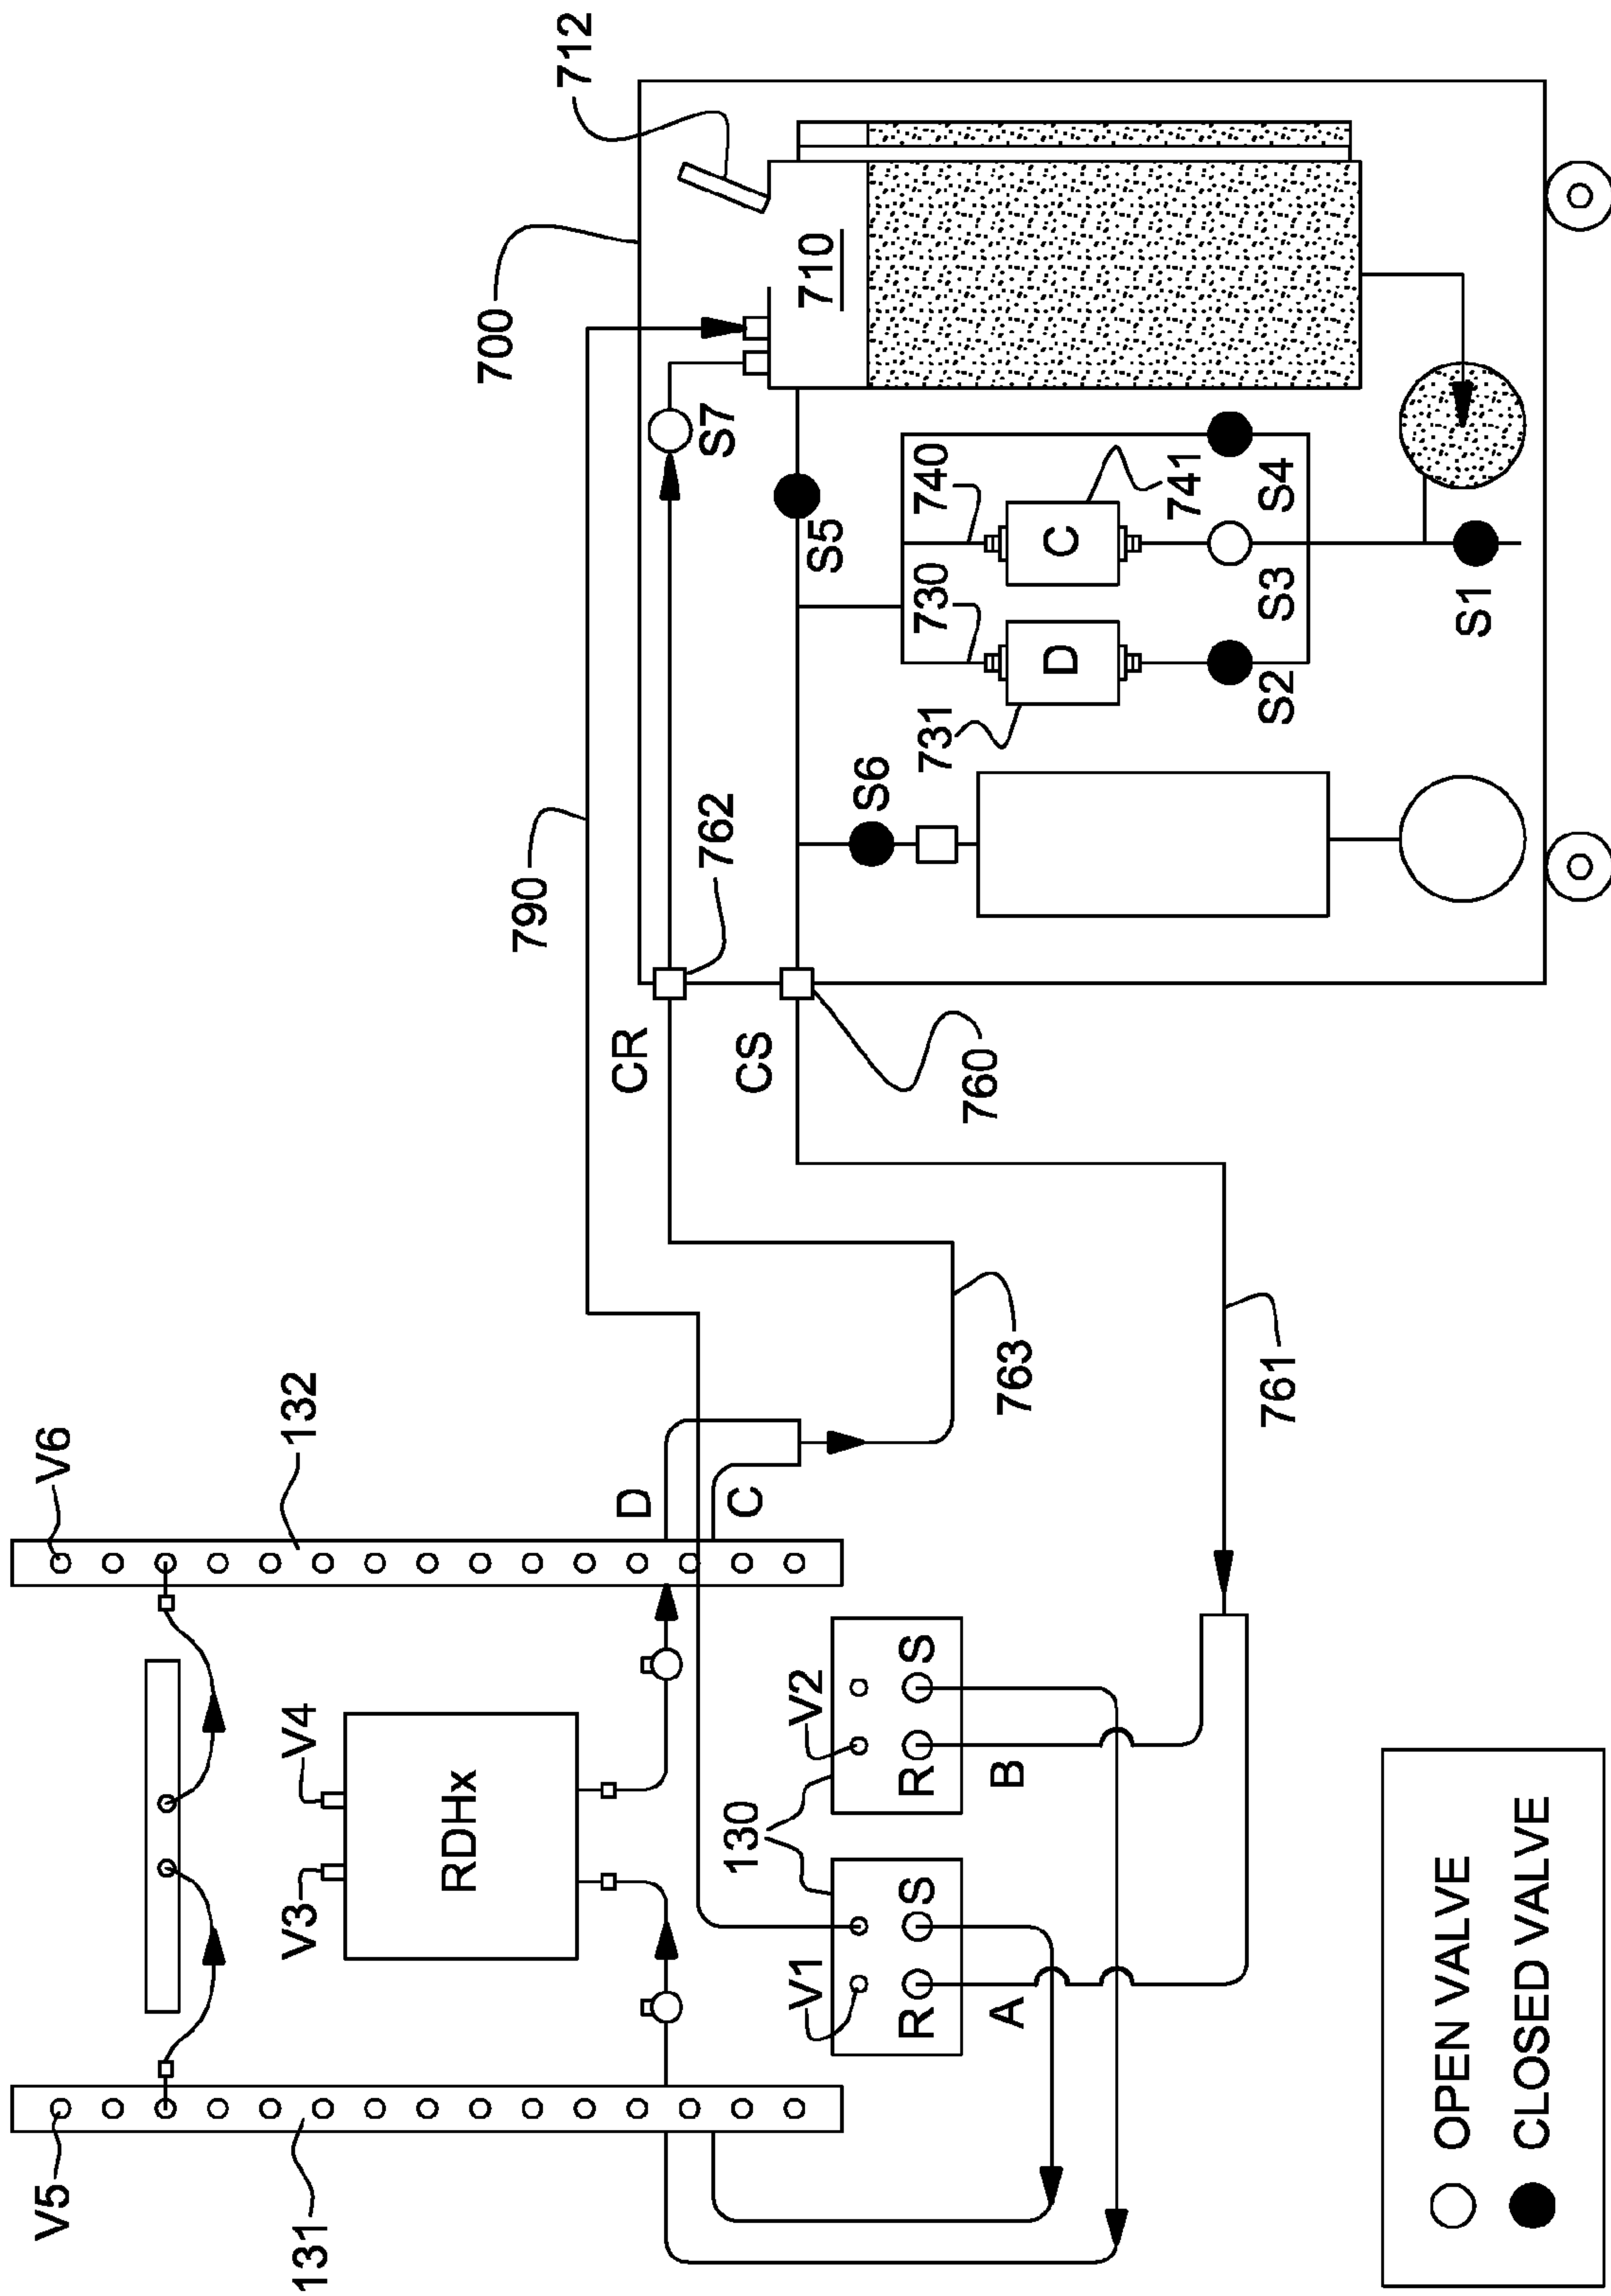 V5
V6
131
132
V3
V4
RDHx
D
C
130
V1
V2
R
S
R
S
A
B
763
761
790
CR
CS
762
760
700
712
710
S7
S5
S6
730
740
731
D
C
741
S2
S3
S4
S1
OPEN VALVE
CLOSED VALVE